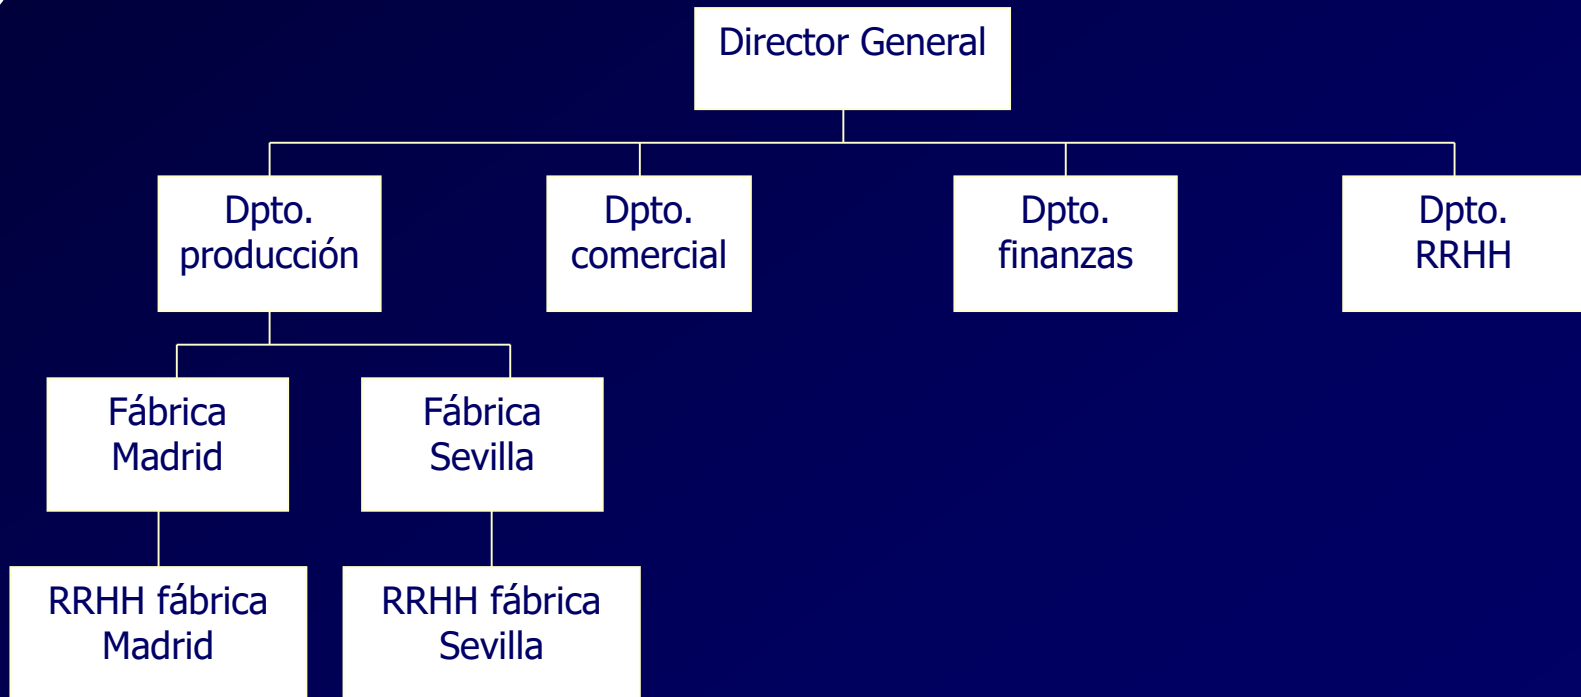 Director General
Dpto.
producción
Dpto.
comercial
Dpto.
finanzas
Dpto.
RRHH
Fábrica
Madrid
Fábrica
Sevilla
RRHH fábrica
Madrid
RRHH fábrica
Sevilla